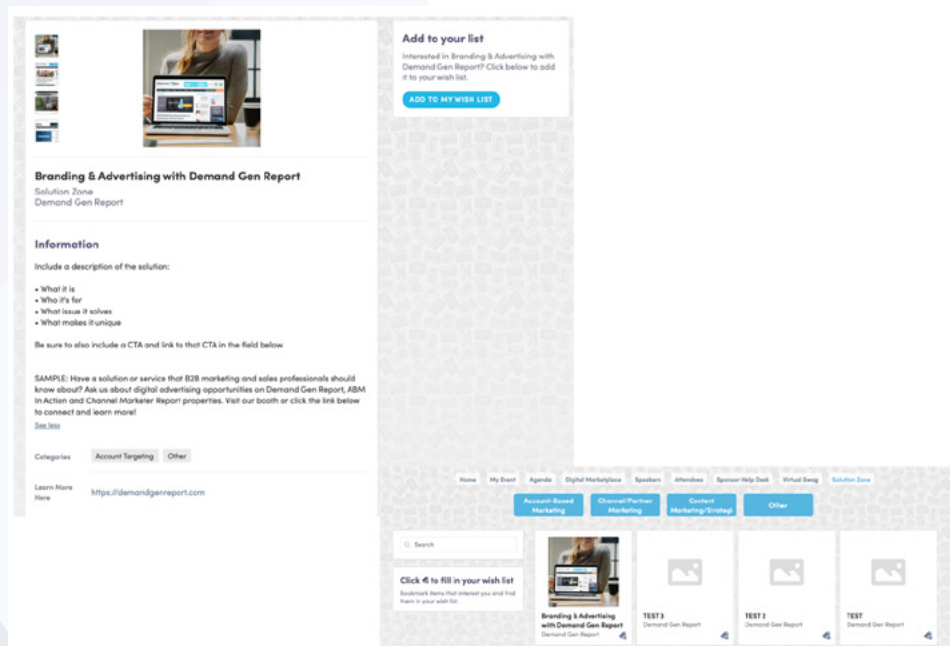 Add to your list
Interested in Branding & Advertising with
Demand Gen Report? Click below to add
it to your wish list.
ADD TO MY WISH LIST
Branding & Advertising with Demand Gen Report
Solution Zone
Demand Gen Report
Information
Include a description of the solution:
• What it is
• Who it's for
• What issue it solves
• What makes it unique
Be sure to also include a CTA and link to that CTA in the field below
SAMPLE: Have a solution or service that B2B marketing and sales professionals should
know about? Ask us about digital advertising opportunities on Demand Gen Report, ABM
In Action and Channel Marketer Report properties. Visit our booth or click the link below
to connect and learn more!
See less
Categories Account Targeting Other
Learn More
Here
https://demandgenreport.com
Home My Event Agenda Digital Marketplace Speakers Attendees Sponsor Help Desk Virtual Swag Solution Zone
Account-Based
Marketing
Channel/Partner
Marketing
Content
Marketing/Strategi
Other
Search
Click to fill in your wish list
Bookmark items that interest you and find
them in your wish list.
Branding & Advertising
with Demand Gen Report
Demand Gen Report
TEST 3
Demand Gen Report
TEST 2
Demand Gen Report
TEST
Demand Gen Report